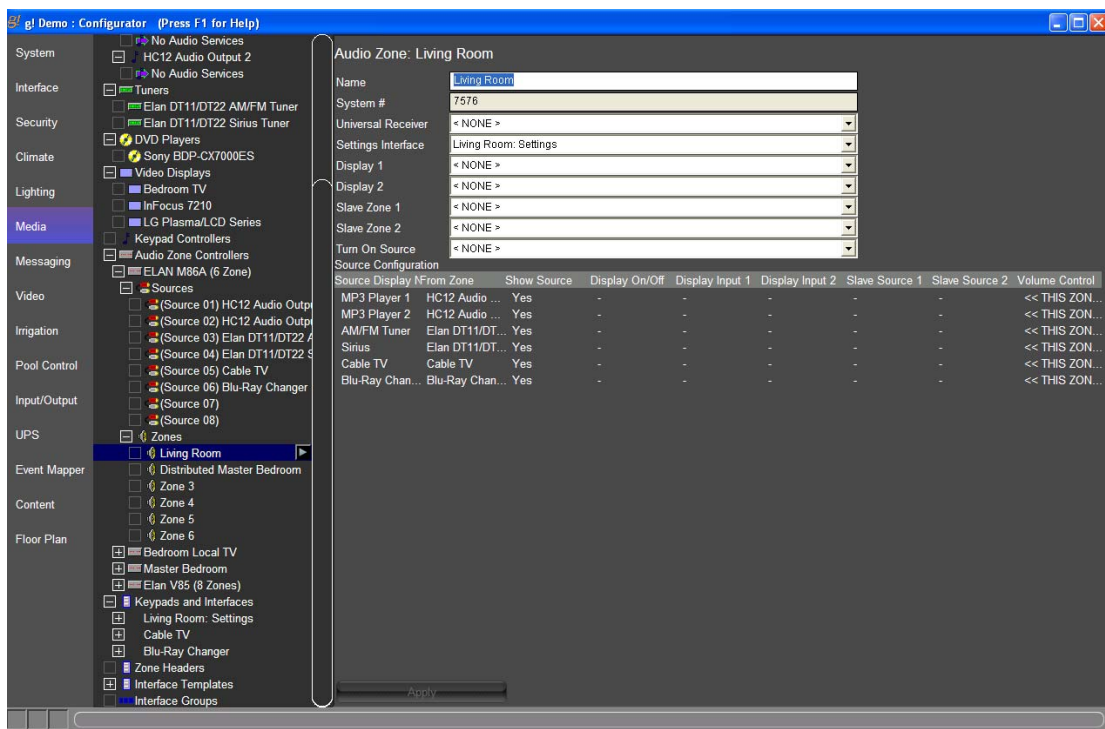 g! Demo : Configurator (Press F1 for Help)
System
Interface
Security
Climate
Lighting
Media
Messaging
Video
Irrigation
Pool Control
Input/Output
UPS
Event Mapper
Content
Floor Plan
No Audio Services
HC12 Audio Output 2
No Audio Services
Tuners
Elan DT11/DT22 AM/FM Tuner
Elan DT11/DT22 Sirius Tuner
DVD Players
Sony BDP-CX7000ES
Video Displays
Bedroom TV
InFocus 7210
LG Plasma/LCD Series
Keypad Controllers
Audio Zone Controllers
ELAN M86A (6 Zone)
Sources
(Source 01) HC12 Audio Outp
(Source 02) HC12 Audio Outp
(Source 03) Elan DT11/DT22 A
(Source 04) Elan DT11/DT22 S
(Source 05) Cable TV
(Source 06) Blu-Ray Changer
(Source 07)
(Source 08)
Zones
Living Room
Distributed Master Bedroom
Zone 3
Zone 4
Zone 5
Zone 6
Bedroom Local TV
Master Bedroom
Elan V85 (8 Zones)
Keypads and Interfaces
Living Room: Settings
Cable TV
Blu-Ray Changer
Zone Headers
Interface Templates
Interface Groups
Audio Zone: Living Room
Name Living Room
System # 7576
Universal Receiver < NONE >
Settings Interface Living Room: Settings
Display 1 < NONE >
Display 2 < NONE >
Slave Zone 1 < NONE >
Slave Zone 2 < NONE >
Turn On Source < NONE >
Source Configuration
Source Display N From Zone Show Source Display On/Off Display Input 1 Display Input 2 Slave Source 1 Slave Source 2 Volume Control
MP3 Player 1 HC12 Audio ... Yes - - - - - << THIS ZON...
MP3 Player 2 HC12 Audio ... Yes - - - - - << THIS ZON...
AM/FM Tuner Elan DT11/DT... Yes - - - - - << THIS ZON...
Sirius Elan DT11/DT... Yes - - - - - << THIS ZON...
Cable TV Cable TV Yes - - - - - << THIS ZON...
Blu-Ray Chan... Blu-Ray Chan... Yes - - - - - << THIS ZON...
Apply